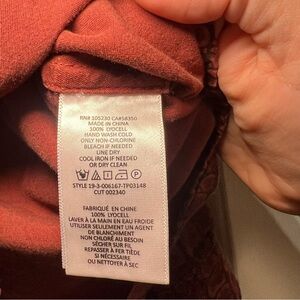 RN# 105230 CA#58350
MADE IN CHINA
100% LYOCELL
HAND WASH COLD
ONLY NON-CHLORINE
BLEACH IF NEEDED
LINE DRY
COOL IRON IF NEEDED
OR DRY CLEAN
STYLE 19-3-006167-TP03148
CUT 002340
FABRIQUÉ EN CHINE
100% LYOCELL
LAVER À LA MAIN EN EAU FROIDE
UTILISER SEULEMENT UN AGENT
DE BLANCHIMENT
NON CHLORÉ AU BESOIN
SÉCHER SUR FIL
REPASSER À FER TIÈDE
SI NÉCESSAIRE
OU NETTOYER À SEC